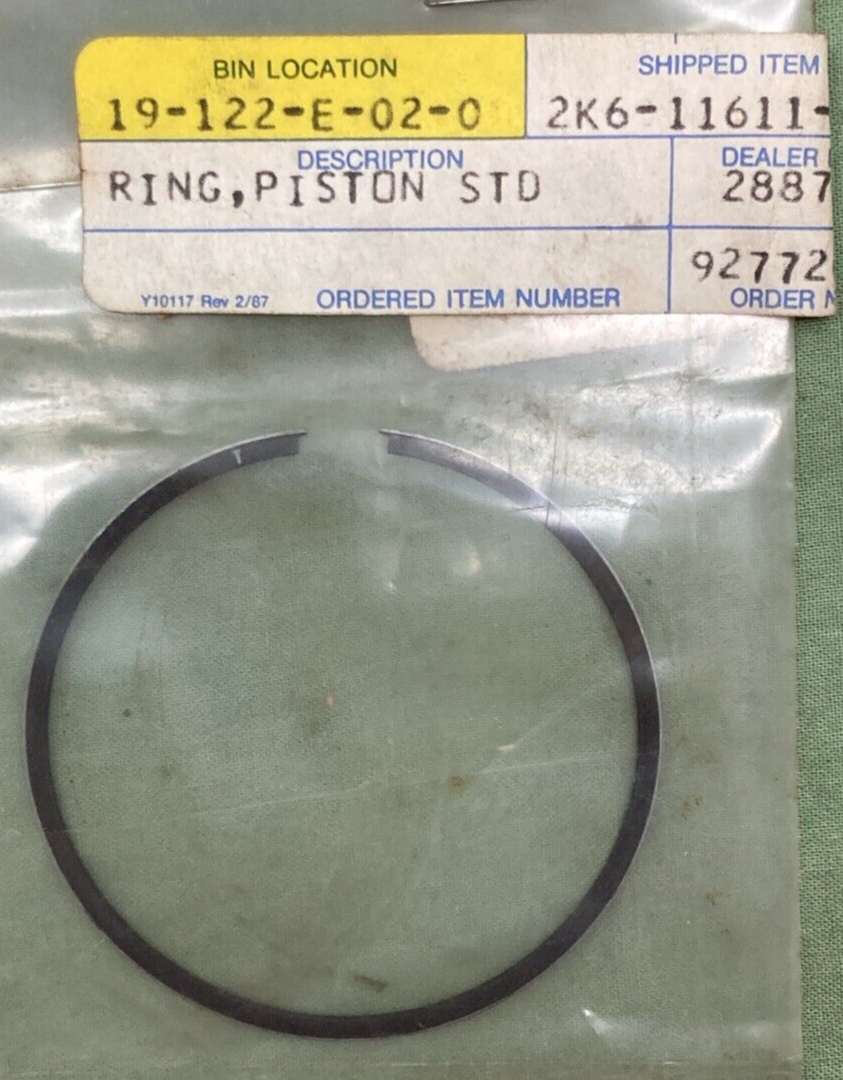 BIN LOCATION
SHIPPED ITEM
19-122-E-02-0
2K6-11611-
DESCRIPTION
DEALER
RING,PISTON STD
2887
92772
Y10117 Rev 2/87
ORDERED ITEM NUMBER
ORDER N
T